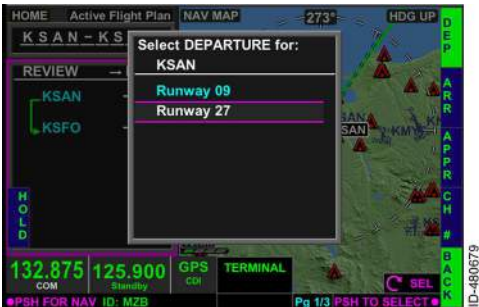 HOME Active Flight Plan NAV MAP 273° HDG UP
KSAN–KS
Select DEPARTURE for:
KSAN
REVIEW →
Runway 09
Runway 27
KSAN
KSFO
SAN
KMY
HOLD
DEP
ARR
APPR
CH #
BACK
132.875 COM
125.900 Standby
GPS CDI
TERMINAL
SEL
PSH FOR NAV ID: MZB
Pg 1/3 PSH TO SELECT
ID-480679